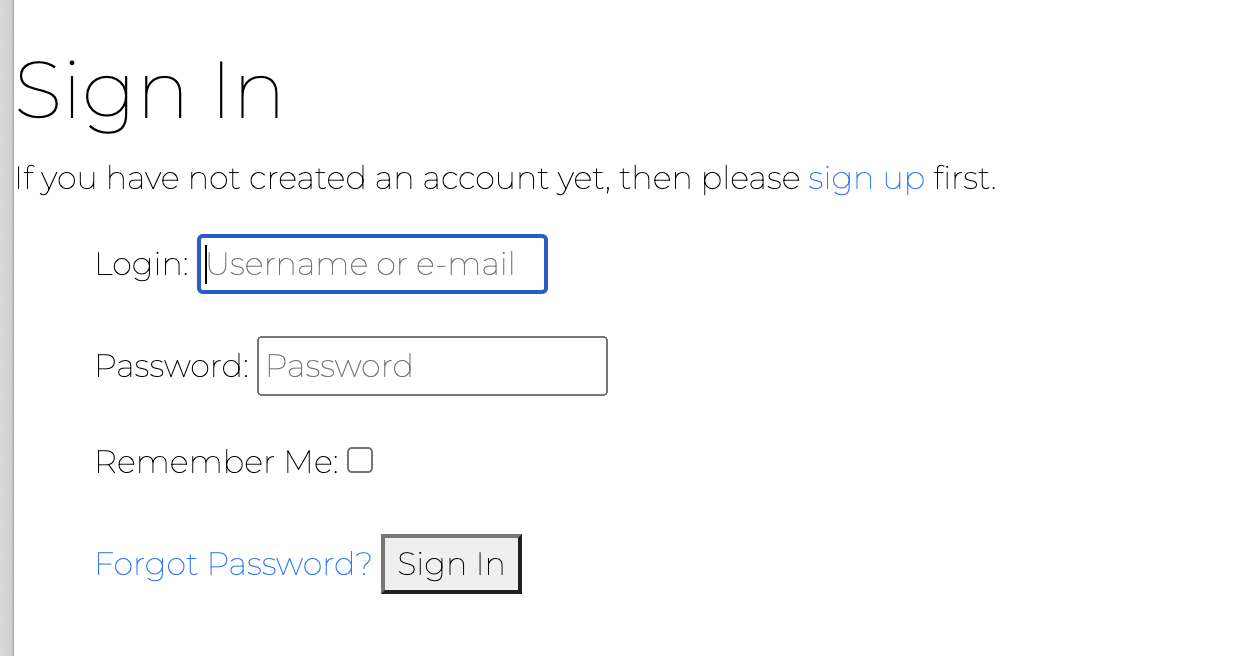 Sign In
If you have not created an account yet, then please sign up first.
Login: Username or e-mail
Password: Password
Remember Me:
Forgot Password? Sign In